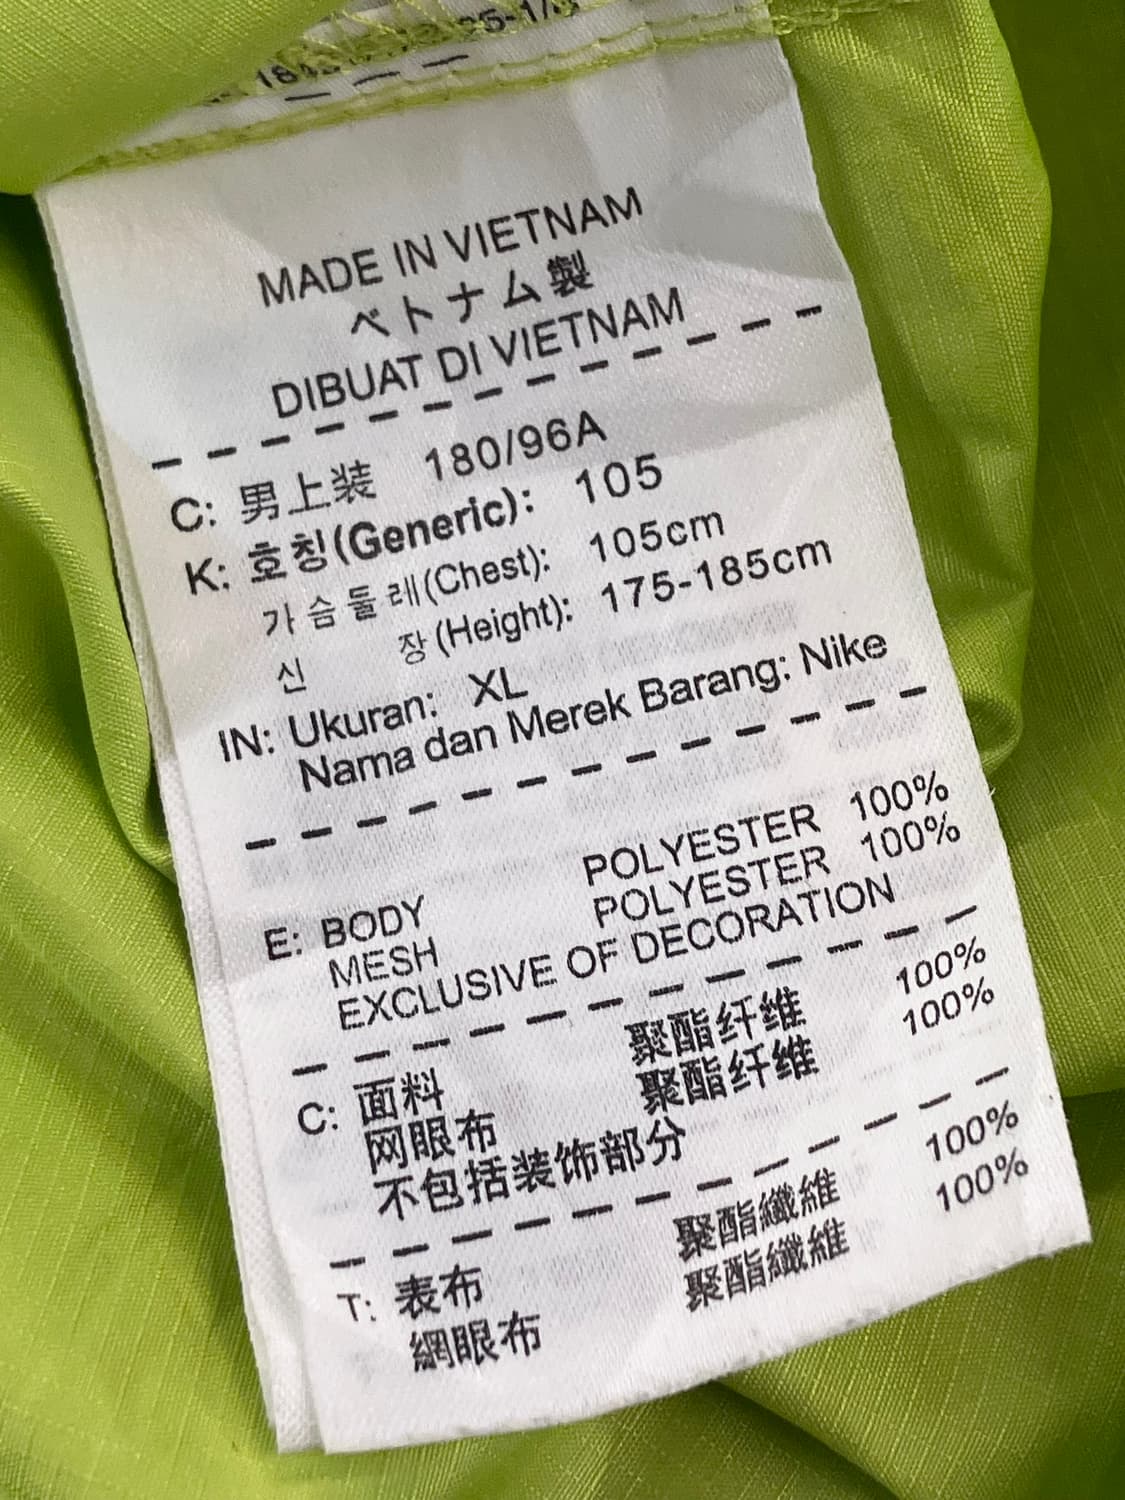 MADE IN VIETNAM
ベトナム製
DIBUAT DI VIETNAM
C: 男上装 180/96A
K: 호칭(Generic): 105
가슴둘레(Chest): 105cm
신 장(Height): 175-185cm
IN: Ukuran: XL
Nama dan Merek Barang: Nike
E: BODY POLYESTER 100%
MESH POLYESTER 100%
EXCLUSIVE OF DECORATION
C: 面料 聚酯纤维 100%
网眼布 聚酯纤维 100%
不包括装饰部分
T: 表布 聚酯纖維 100%
網眼布 聚酯纖維 100%